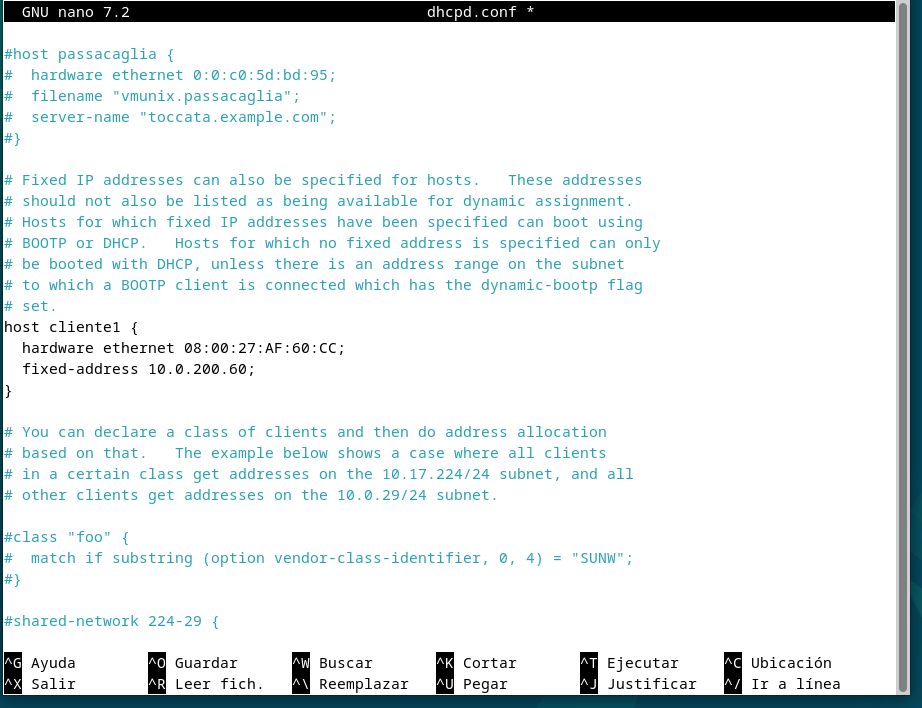 GNU nano 7.2 dhcpd.conf *
#host passacaglia {
#  hardware ethernet 0:0:c0:5d:bd:95;
#  filename "vmunix.passacaglia";
#  server-name "toccata.example.com";
#}
# Fixed IP addresses can also be specified for hosts.   These addresses
# should not also be listed as being available for dynamic assignment.
# Hosts for which fixed IP addresses have been specified can boot using
# BOOTP or DHCP.   Hosts for which no fixed address is specified can only
# be booted with DHCP, unless there is an address range on the subnet
# to which a BOOTP client is connected which has the dynamic-bootp flag
# set.
host cliente1 {
  hardware ethernet 08:00:27:AF:60:CC;
  fixed-address 10.0.200.60;
}
# You can declare a class of clients and then do address allocation
# based on that.   The example below shows a case where all clients
# in a certain class get addresses on the 10.17.224/24 subnet, and all
# other clients get addresses on the 10.0.29/24 subnet.
#class "foo" {
#  match if substring (option vendor-class-identifier, 0, 4) = "SUNW";
#}
#shared-network 224-29 {
^G Ayuda ^O Guardar ^W Buscar ^K Cortar ^T Ejecutar ^C Ubicación
^X Salir ^R Leer fich. ^\ Reemplazar ^U Pegar ^J Justificar ^/ Ir a línea